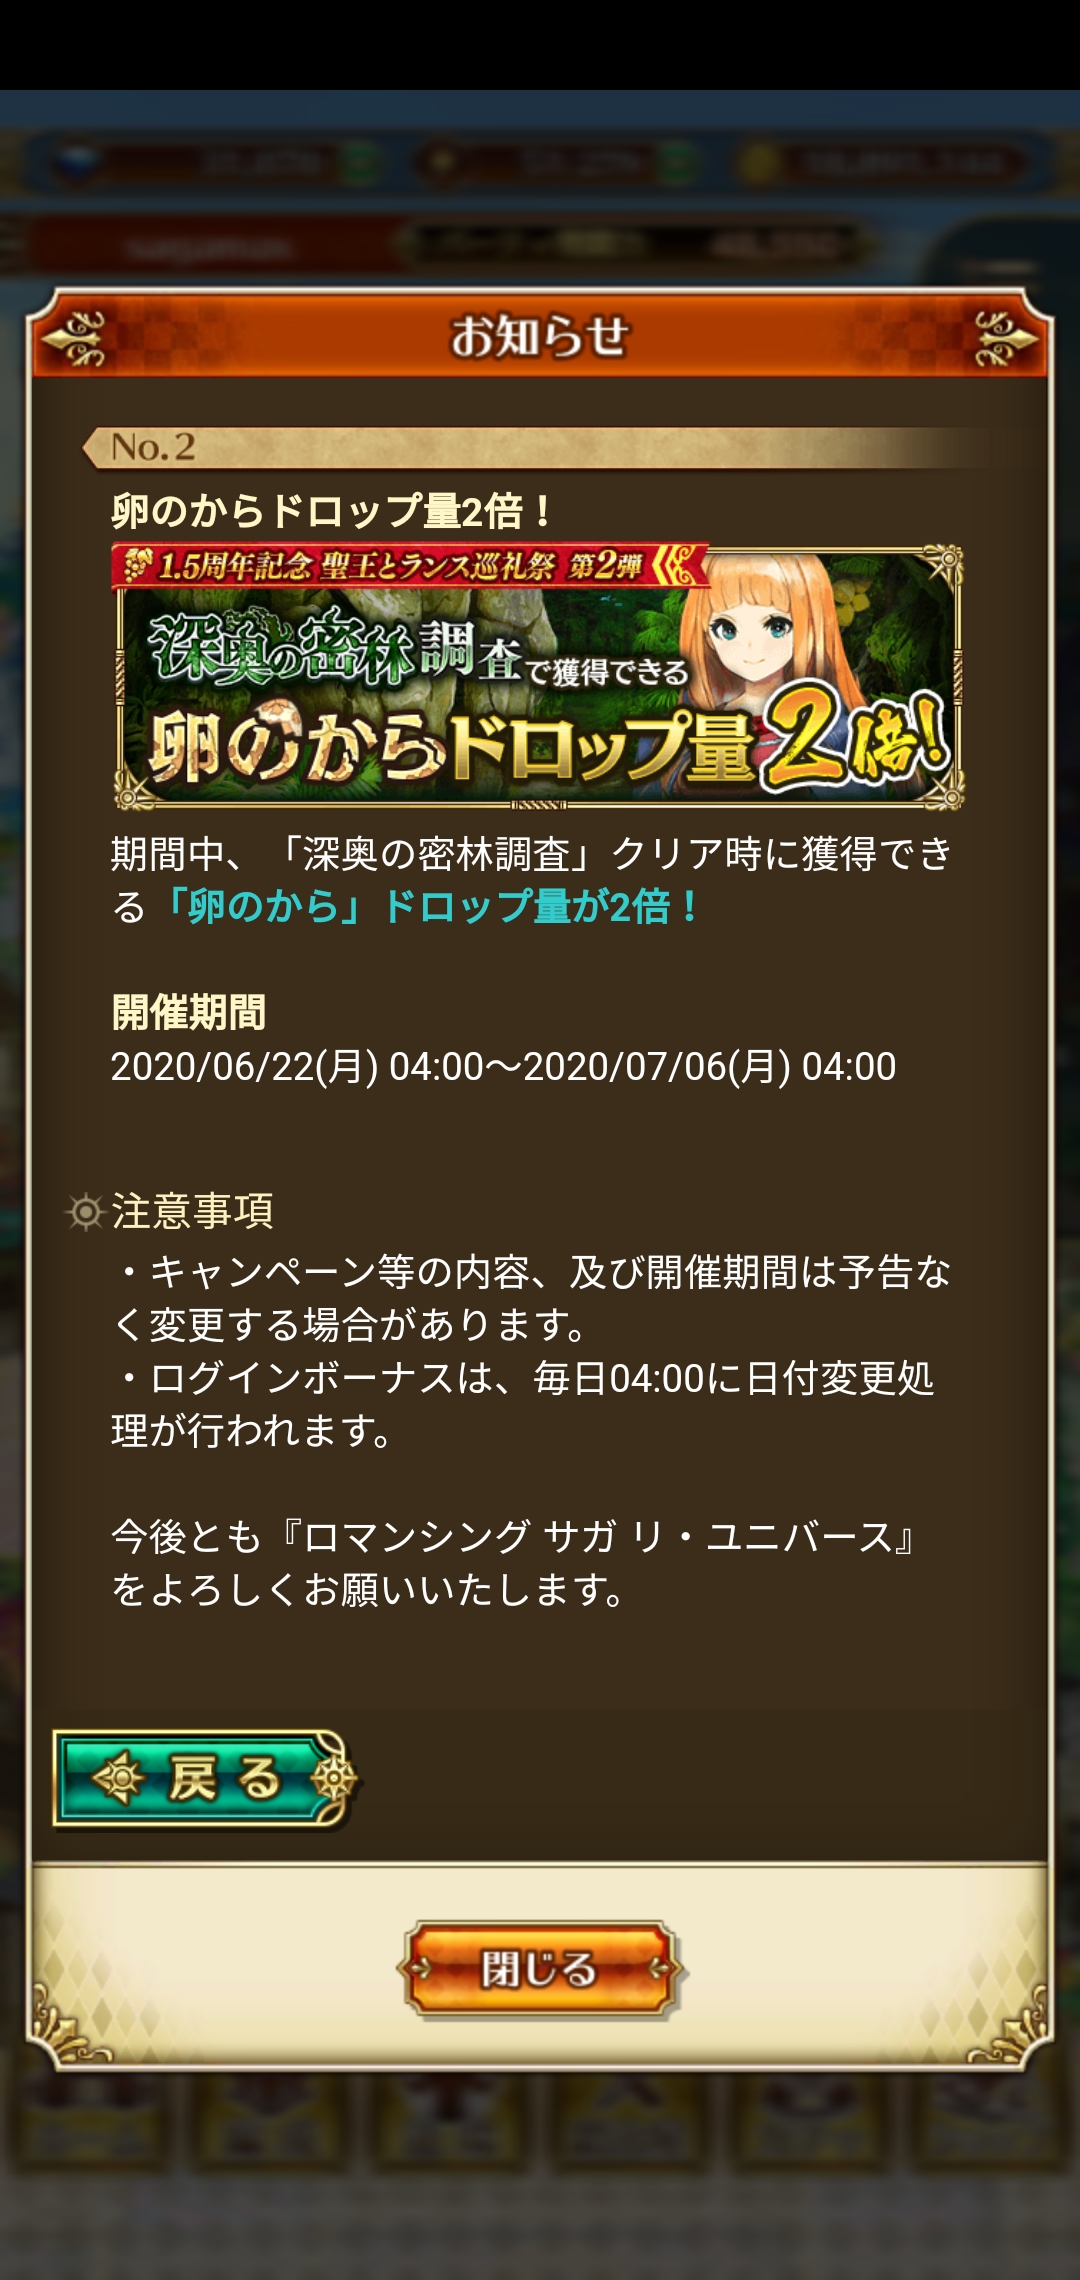 お知らせ
No.2
卵のからドロップ量2倍！
1.5周年記念 聖王とランス巡礼祭 第2弾
深奥の密林調査で獲得できる
卵のからドロップ量2倍!
期間中、「深奥の密林調査」クリア時に獲得でき
る「卵のから」ドロップ量が2倍！
開催期間
2020/06/22(月) 04:00～2020/07/06(月) 04:00
注意事項
・キャンペーン等の内容、及び開催期間は予告な
く変更する場合があります。
・ログインボーナスは、毎日04:00に日付変更処
理が行われます。
今後とも『ロマンシング サガ リ・ユニバース』
をよろしくお願いいたします。
戻る
閉じる